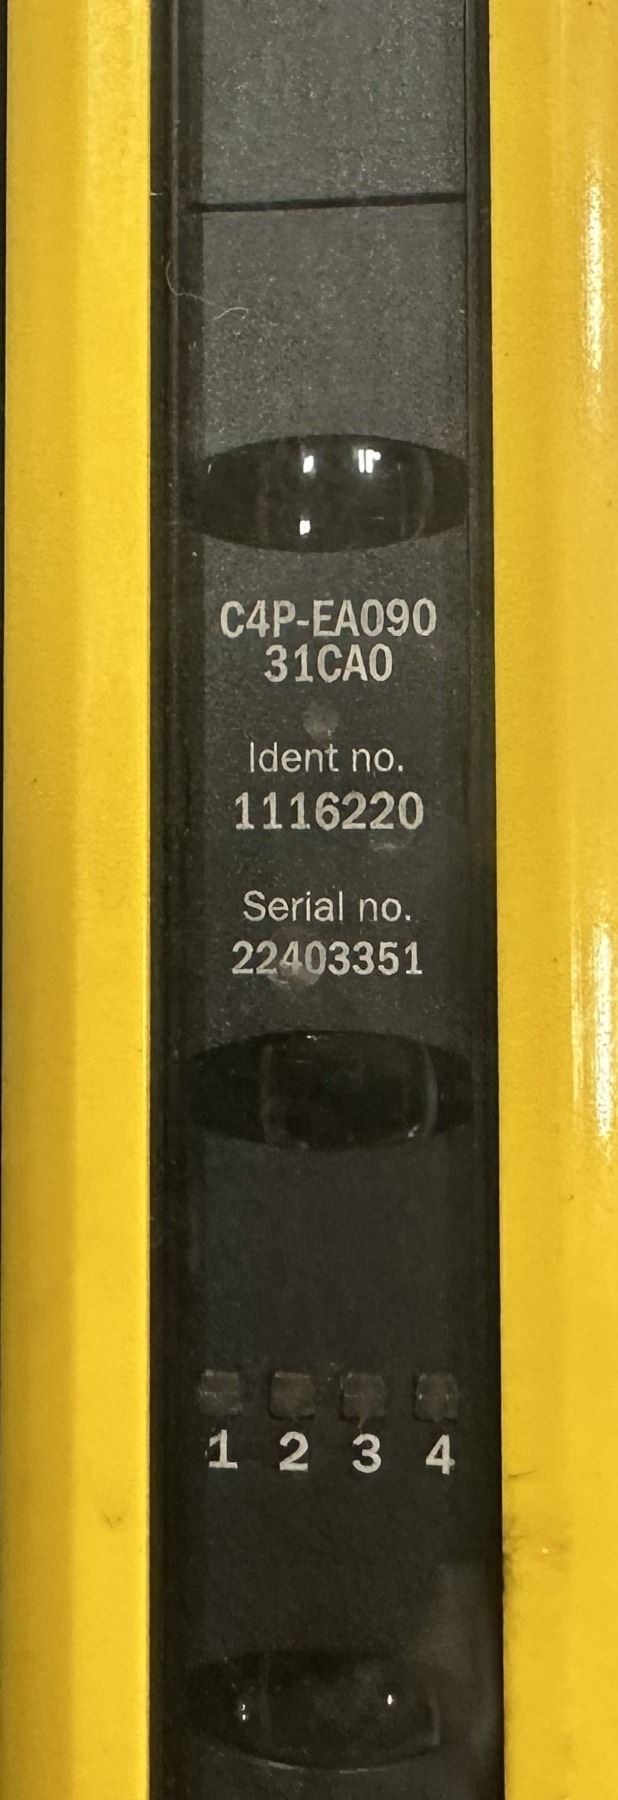 C4P-EA090
31CA0
Ident no.
1116220
Serial no.
22403351
1 2 3 4